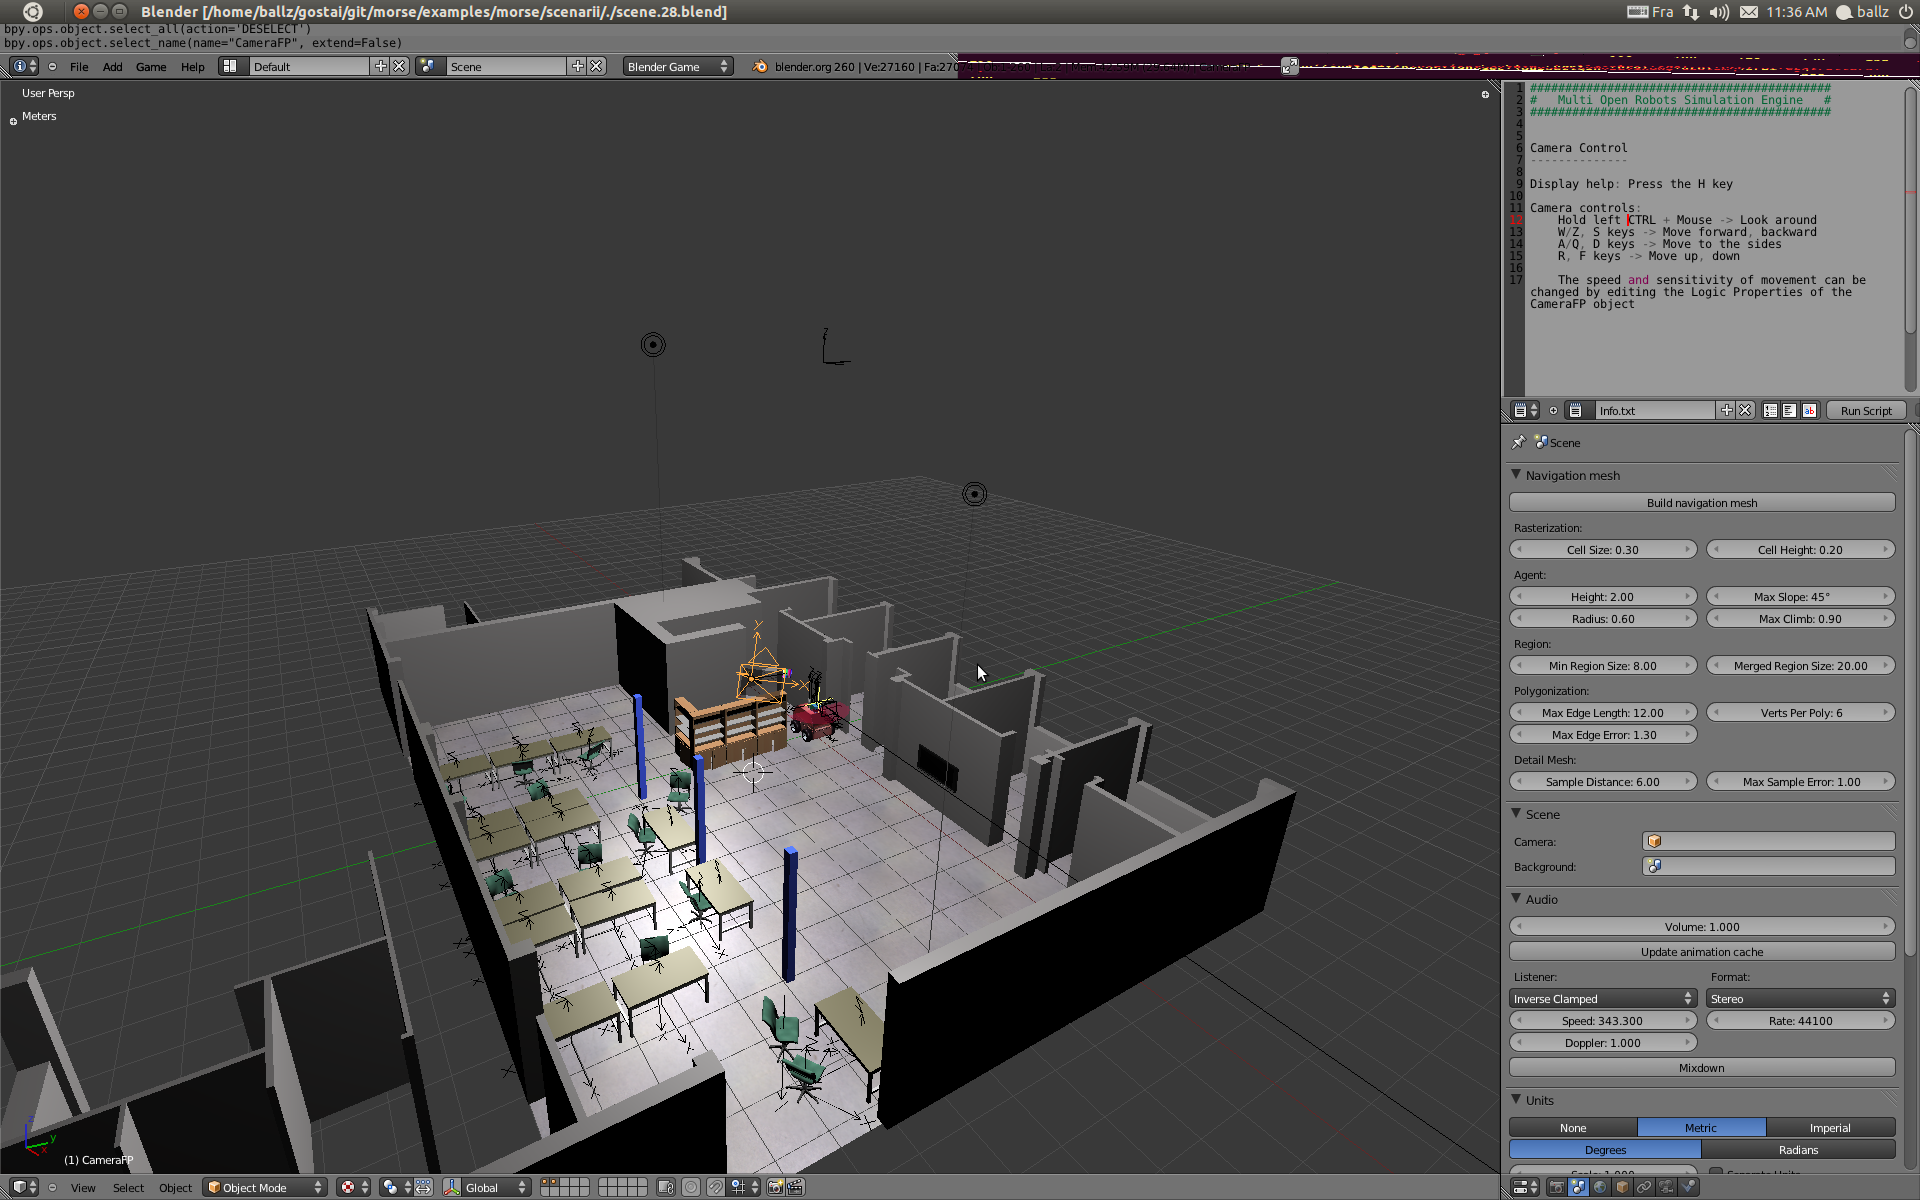 Blender [/home/ballz/gostai/git/morse/examples/morse/scenarii/./scene.28.blend]
Fra
11:36 AM
ballz
bpy.ops.object.select_all(action='DESELECT')
bpy.ops.object.select_name(name="CameraFP", extend=False)
File
Add
Game
Help
Default
Scene
Blender Game
blender.org 260 | Ve:27160 | Fa:27
User Persp
Meters
1 ###########################################
2 # Multi Open Robots Simulation Engine #
3 ###########################################
4
5
6 Camera Control
7 --------------
8
9 Display help: Press the H key
10
11 Camera controls:
12 Hold left CTRL + Mouse -> Look around
13 W/Z, S keys -> Move forward, backward
14 A/Q, D keys -> Move to the sides
15 R, F keys -> Move up, down
16
17 The speed and sensitivity of movement can be
changed by editing the Logic Properties of the
CameraFP object
Info.txt
Run Script
Scene
Navigation mesh
Build navigation mesh
Rasterization:
Cell Size: 0.30
Cell Height: 0.20
Agent:
Height: 2.00
Max Slope: 45°
Radius: 0.60
Max Climb: 0.90
Region:
Min Region Size: 8.00
Merged Region Size: 20.00
Polygonization:
Max Edge Length: 12.00
Verts Per Poly: 6
Max Edge Error: 1.30
Detail Mesh:
Sample Distance: 6.00
Max Sample Error: 1.00
Scene
Camera:
Background:
Audio
Volume: 1.000
Update animation cache
Listener:
Format:
Inverse Clamped
Stereo
Speed: 343.300
Rate: 44100
Doppler: 1.000
Mixdown
Units
None
Metric
Imperial
Degrees
Radians
(1) CameraFP
View
Select
Object
Object Mode
Global